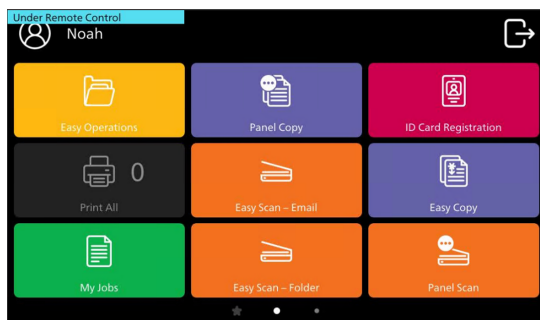 Under Remote Control
Noah
Easy Operations
Panel Copy
ID Card Registration
0
Print All
Easy Scan – Email
Easy Copy
My Jobs
Easy Scan – Folder
Panel Scan